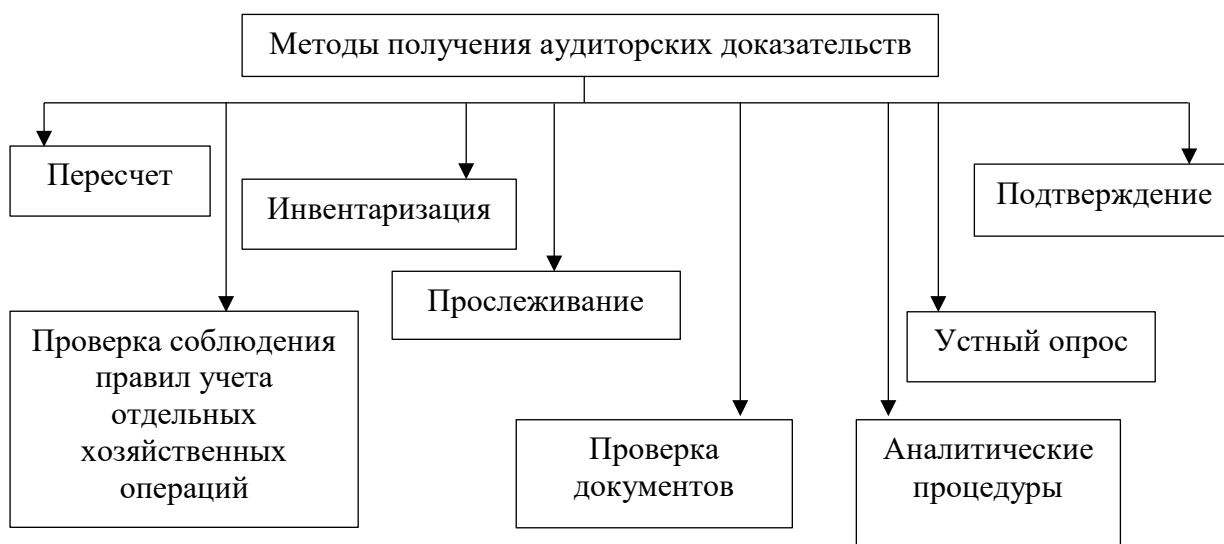 Методы получения аудиторских доказательств
Пересчет
Инвентаризация
Подтверждение
Прослеживание
Проверка соблюдения
правил учета
отдельных
хозяйственных
операций
Устный опрос
Проверка
документов
Аналитические
процедуры